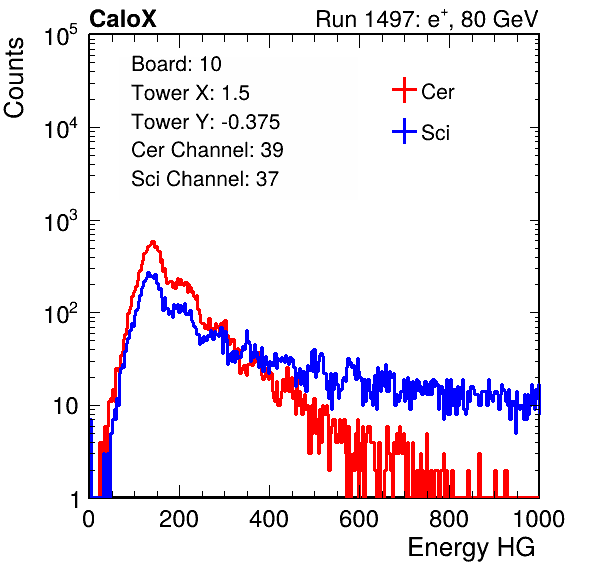 CaloX Run 1497: e⁺, 80 GeV
Counts
10⁵
10⁴
10³
10²
10
1
Board: 10
Tower X: 1.5
Tower Y: -0.375
Cer Channel: 39
Sci Channel: 37
Cer
Sci
0 200 400 600 800 1000
Energy HG